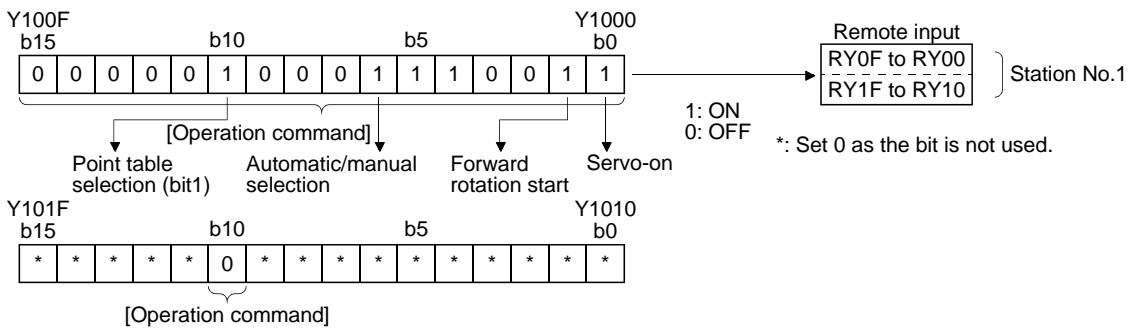 Y100F Y1000
b15 b10 b5 b0
0 0 0 0 0 1 0 0 0 1 1 1 0 0 1 1
Remote input
RY0F to RY00
RY1F to RY10
Station No.1
[Operation command]
1: ON
0: OFF
*: Set 0 as the bit is not used.
Point table
selection (bit1)
Automatic/manual
selection
Forward
rotation start
Servo-on
Y101F Y1010
b15 b10 b5 b0
* * * * * 0 * * * * * * * * * *
[Operation command]